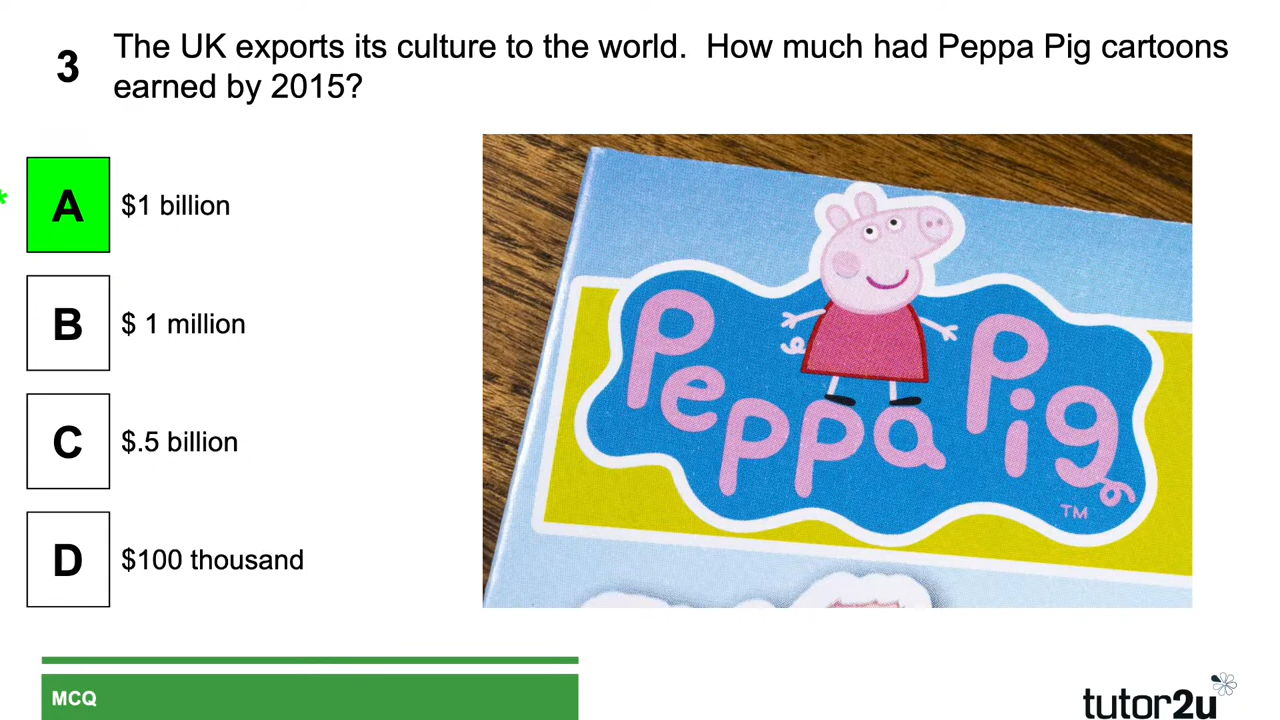 3
The UK exports its culture to the world.  How much had Peppa Pig cartoons
earned by 2015?
*
A
$1 billion
B
$ 1 million
C
$.5 billion
D
$100 thousand
Peppa Pig
TM
MCQ
tutor2u